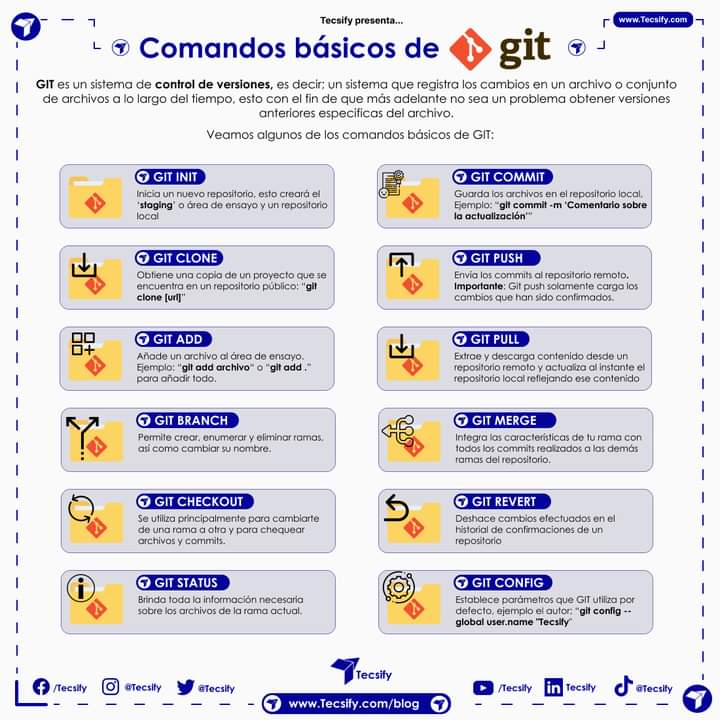 Tecsify presenta...
www.Tecsify.com
Comandos básicos de git
GIT es un sistema de control de versiones, es decir; un sistema que registra los cambios en un archivo o conjunto
de archivos a lo largo del tiempo, esto con el fin de que más adelante no sea un problema obtener versiones
anteriores especificas del archivo.
Veamos algunos de los comandos básicos de GIT:
GIT INIT
Inicia un nuevo repositorio, esto creará el
‘staging’ o área de ensayo y un repositorio
local
GIT COMMIT
Guarda los archivos en el repositorio local.
Ejemplo: “git commit -m ‘Comentario sobre
la actualización’”
GIT CLONE
Obtiene una copia de un proyecto que se
encuentra en un repositorio público: “git
clone [url]”
GIT PUSH
Envía los commits al repositorio remoto.
Importante: Git push solamente carga los
cambios que han sido confirmados.
GIT ADD
Añade un archivo al área de ensayo.
Ejemplo: “git add archivo“ o “git add .”
para añadir todo.
GIT PULL
Extrae y descarga contenido desde un
repositorio remoto y actualiza al instante el
repositorio local reflejando ese contenido
GIT BRANCH
Permite crear, enumerar y eliminar ramas,
así como cambiar su nombre.
GIT MERGE
Integra las características de tu rama con
todos los commits realizados a las demás
ramas del repositorio.
GIT CHECKOUT
Se utiliza principalmente para cambiarte
de una rama a otra y para chequear
archivos y commits.
GIT REVERT
Deshace cambios efectuados en el
historial de confirmaciones de un
repositorio
GIT STATUS
Brinda toda la información necesaria
sobre los archivos de la rama actual.
GIT CONFIG
Establece parámetros que GIT utiliza por
defecto, ejemplo el autor: “git config --
global user.name "Tecsify“
Tecsify
/Tecsify
@Tecsify
@Tecsify
www.Tecsify.com/blog
/Tecsify
Tecsify
@Tecsify